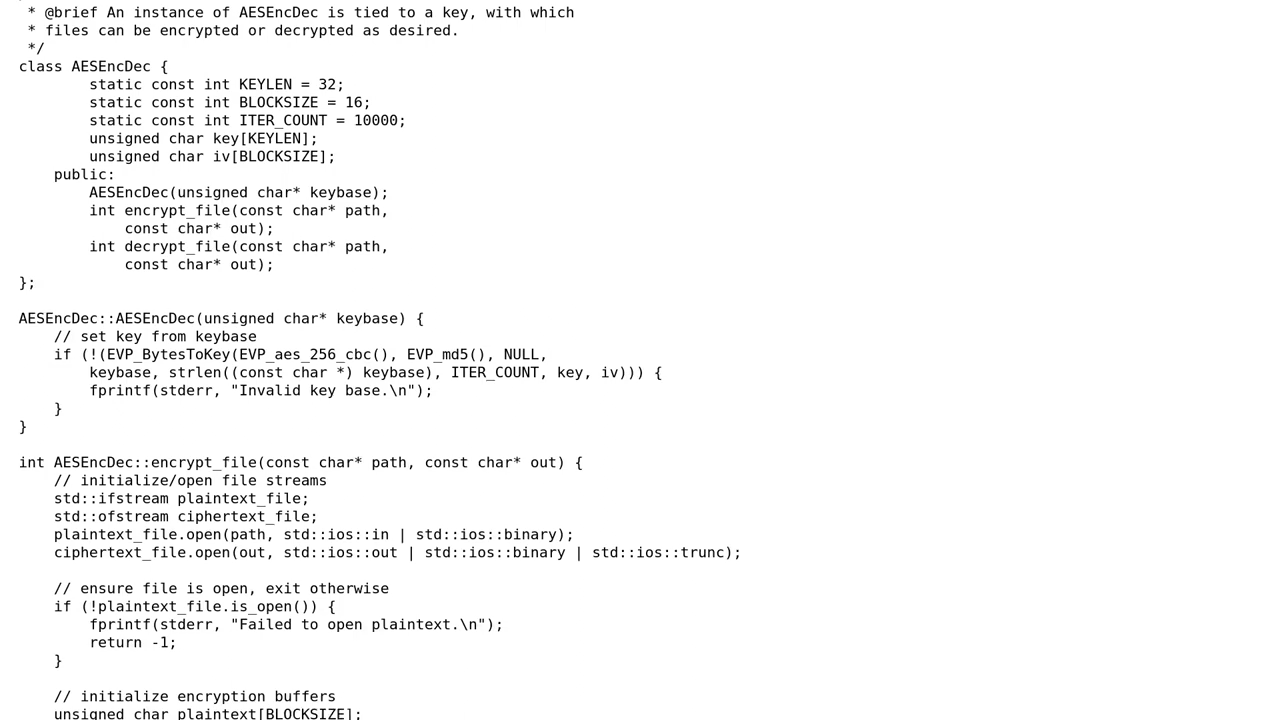 * @brief An instance of AESEncDec is tied to a key, with which
 * files can be encrypted or decrypted as desired.
 */
class AESEncDec {
        static const int KEYLEN = 32;
        static const int BLOCKSIZE = 16;
        static const int ITER_COUNT = 10000;
        unsigned char key[KEYLEN];
        unsigned char iv[BLOCKSIZE];
    public:
        AESEncDec(unsigned char* keybase);
        int encrypt_file(const char* path,
            const char* out);
        int decrypt_file(const char* path,
            const char* out);
};

AESEncDec::AESEncDec(unsigned char* keybase) {
    // set key from keybase
    if (!(EVP_BytesToKey(EVP_aes_256_cbc(), EVP_md5(), NULL,
        keybase, strlen((const char *) keybase), ITER_COUNT, key, iv))) {
        fprintf(stderr, "Invalid key base.\n");
    }
}

int AESEncDec::encrypt_file(const char* path, const char* out) {
    // initialize/open file streams
    std::ifstream plaintext_file;
    std::ofstream ciphertext_file;
    plaintext_file.open(path, std::ios::in | std::ios::binary);
    ciphertext_file.open(out, std::ios::out | std::ios::binary | std::ios::trunc);

    // ensure file is open, exit otherwise
    if (!plaintext_file.is_open()) {
        fprintf(stderr, "Failed to open plaintext.\n");
        return -1;
    }

    // initialize encryption buffers
    unsigned char plaintext[BLOCKSIZE];